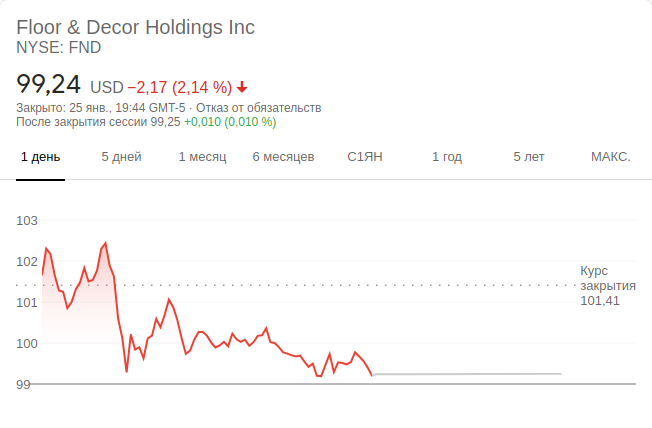 Floor & Decor Holdings Inc
NYSE: FND
99,24 USD −2,17 (2,14 %)
Закрыто: 25 янв., 19:44 GMT-5 · Отказ от обязательств
После закрытия сессии 99,25 +0,010 (0,010 %)
1 день 5 дней 1 месяц 6 месяцев С1ЯН 1 год 5 лет МАКС.
103
102
Курс
закрытия
101,41
101
100
99